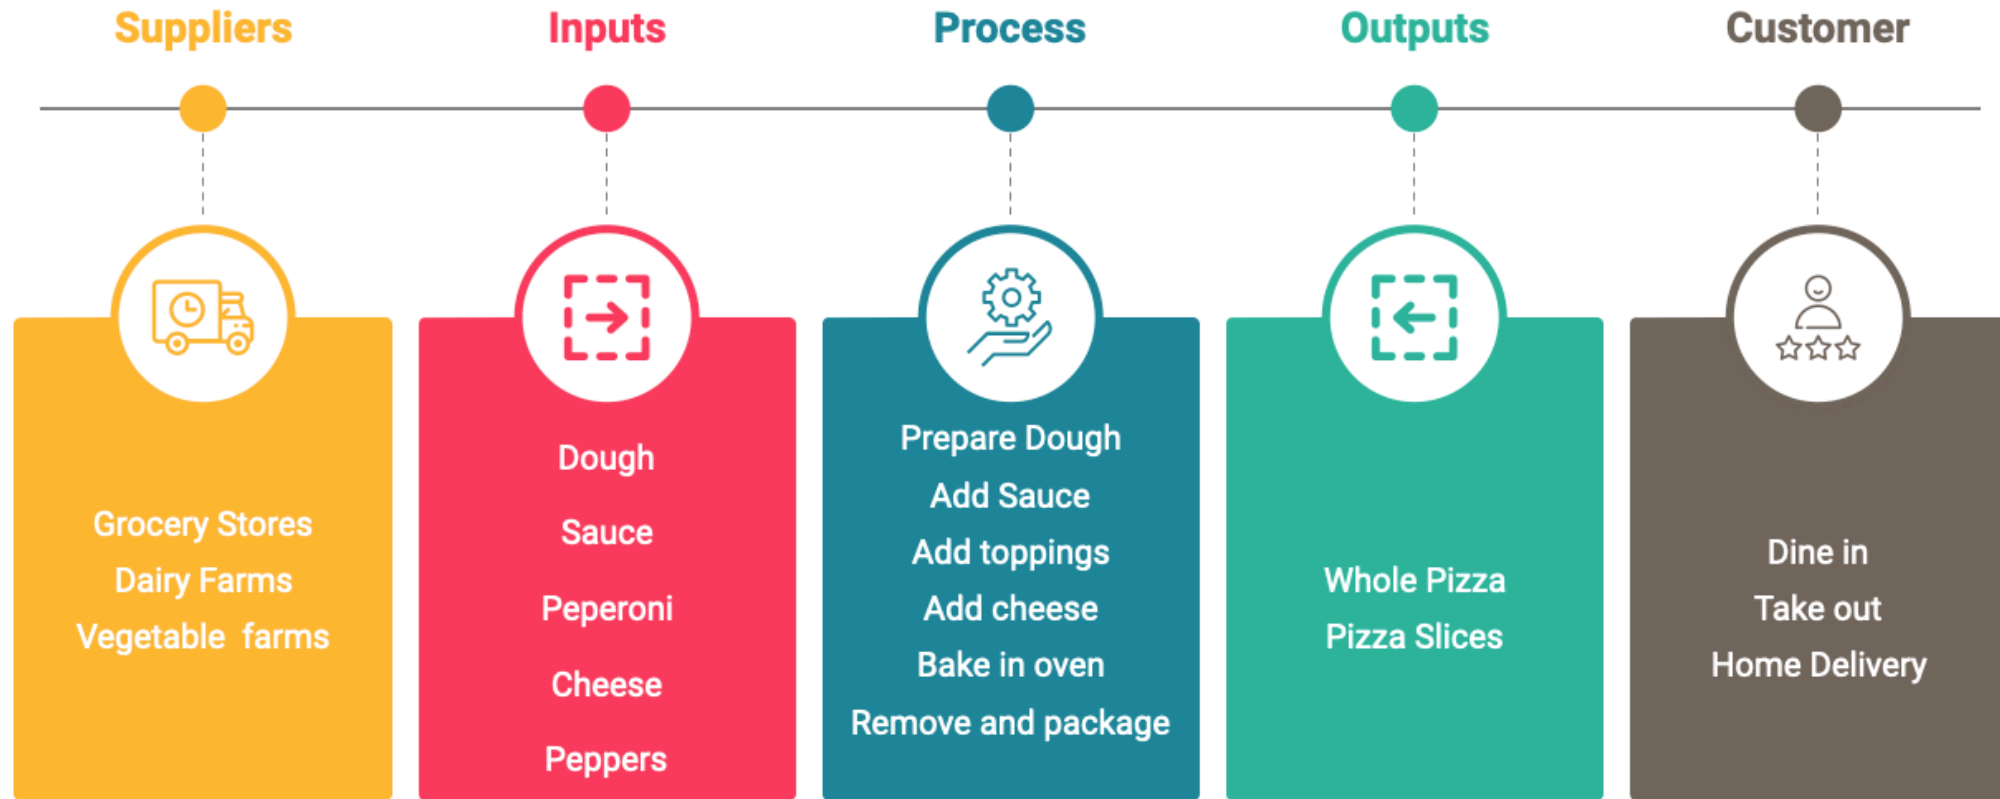 Suppliers
Inputs
Process
Outputs
Customer
Grocery Stores
Dairy Farms
Vegetable  farms
Dough
Sauce
Peperoni
Cheese
Peppers
Prepare Dough
Add Sauce
Add toppings
Add cheese
Bake in oven
Remove and package
Whole Pizza
Pizza Slices
Dine in
Take out
Home Delivery